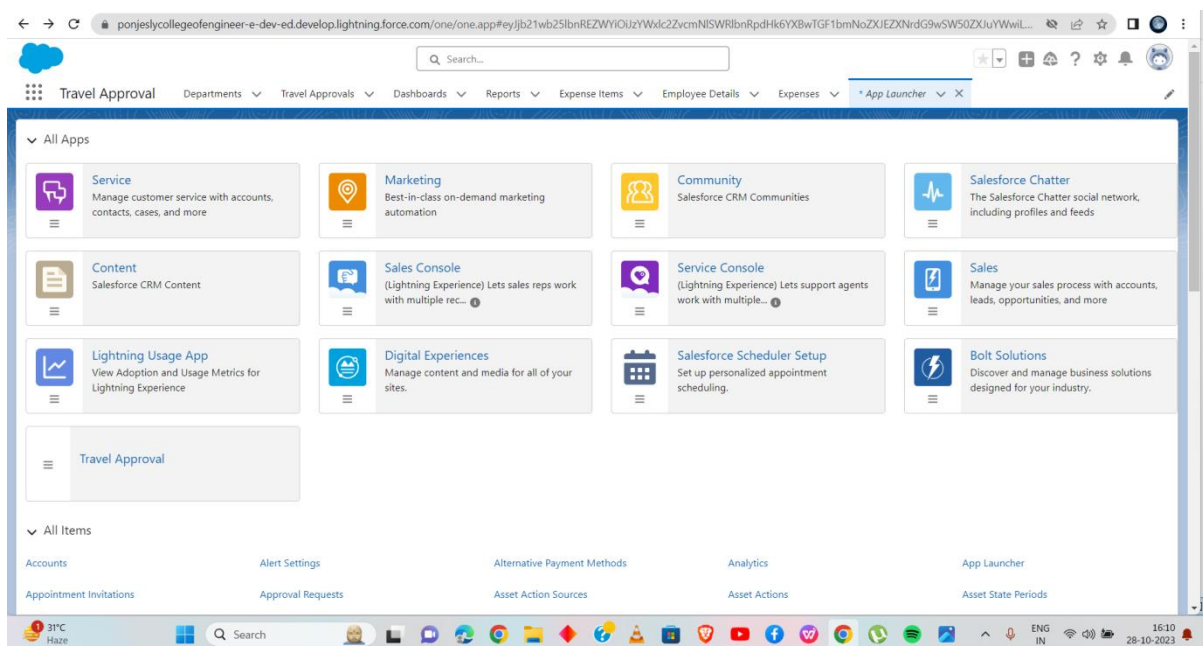 ponjeslycollegeofengineer-e-dev-ed.develop.lightning.force.com/one/one.app#eyJjb21wb25lbnREZWYiOiJzYWxlc2ZvcmNlSWRlbnRpdHk6YXBwTGF1bmNoZXJEZXNrdG9wSW50ZXJuYWwiL...
Search...
Travel Approval Departments Travel Approvals Dashboards Reports Expense Items Employee Details Expenses * App Launcher
All Apps
Service
Manage customer service with accounts,
contacts, cases, and more
Marketing
Best-in-class on-demand marketing
automation
Community
Salesforce CRM Communities
Salesforce Chatter
The Salesforce Chatter social network,
including profiles and feeds
Content
Salesforce CRM Content
Sales Console
(Lightning Experience) Lets sales reps work
with multiple rec...
Service Console
(Lightning Experience) Lets support agents
work with multiple...
Sales
Manage your sales process with accounts,
leads, opportunities, and more
Lightning Usage App
View Adoption and Usage Metrics for
Lightning Experience
Digital Experiences
Manage content and media for all of your
sites.
Salesforce Scheduler Setup
Set up personalized appointment
scheduling.
Bolt Solutions
Discover and manage business solutions
designed for your industry.
Travel Approval
All Items
Accounts Alert Settings Alternative Payment Methods Analytics App Launcher
Appointment Invitations Approval Requests Asset Action Sources Asset Actions Asset State Periods
1
31°C
Haze
Search
ENG
IN
16:10
28-10-2023